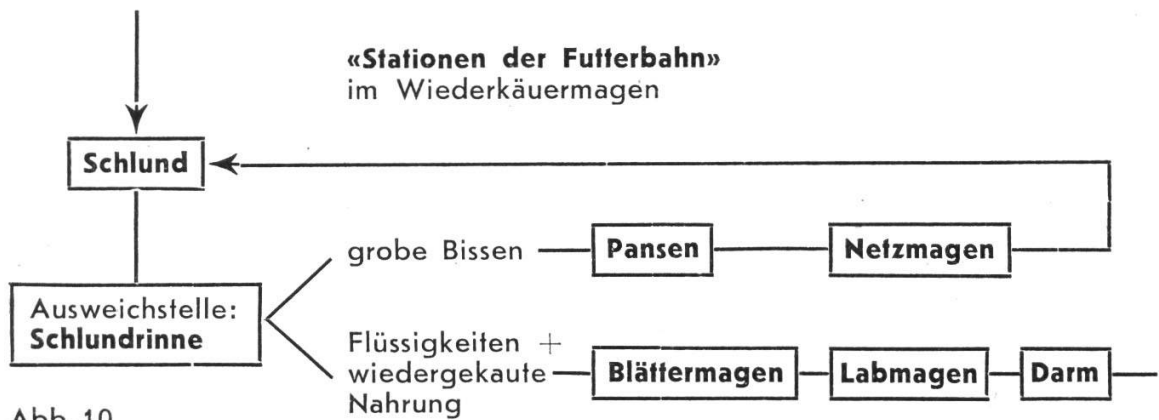 «Stationen der Futterbahn»
im Wiederkäuermagen
Schlund
grobe Bissen
Pansen
Netzmagen
Ausweichstelle:
Schlundrinne
Flüssigkeiten +
wiedergekaute
Nahrung
Blättermagen
Labmagen
Darm
Abb. 10